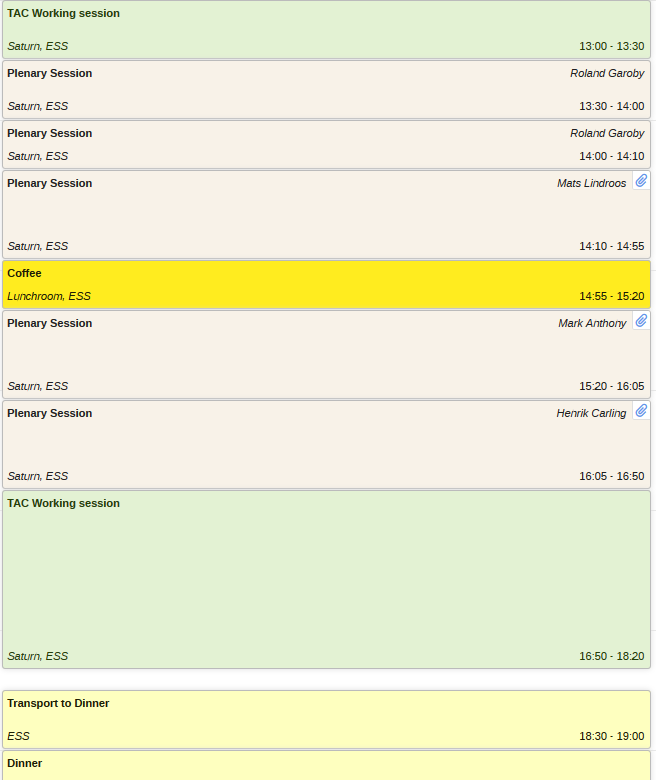 TAC Working session
Saturn, ESS 13:00 - 13:30
Plenary Session Roland Garoby
Saturn, ESS 13:30 - 14:00
Plenary Session Roland Garoby
Saturn, ESS 14:00 - 14:10
Plenary Session Mats Lindroos
Saturn, ESS 14:10 - 14:55
Coffee
Lunchroom, ESS 14:55 - 15:20
Plenary Session Mark Anthony
Saturn, ESS 15:20 - 16:05
Plenary Session Henrik Carling
Saturn, ESS 16:05 - 16:50
TAC Working session
Saturn, ESS 16:50 - 18:20
Transport to Dinner
ESS 18:30 - 19:00
Dinner